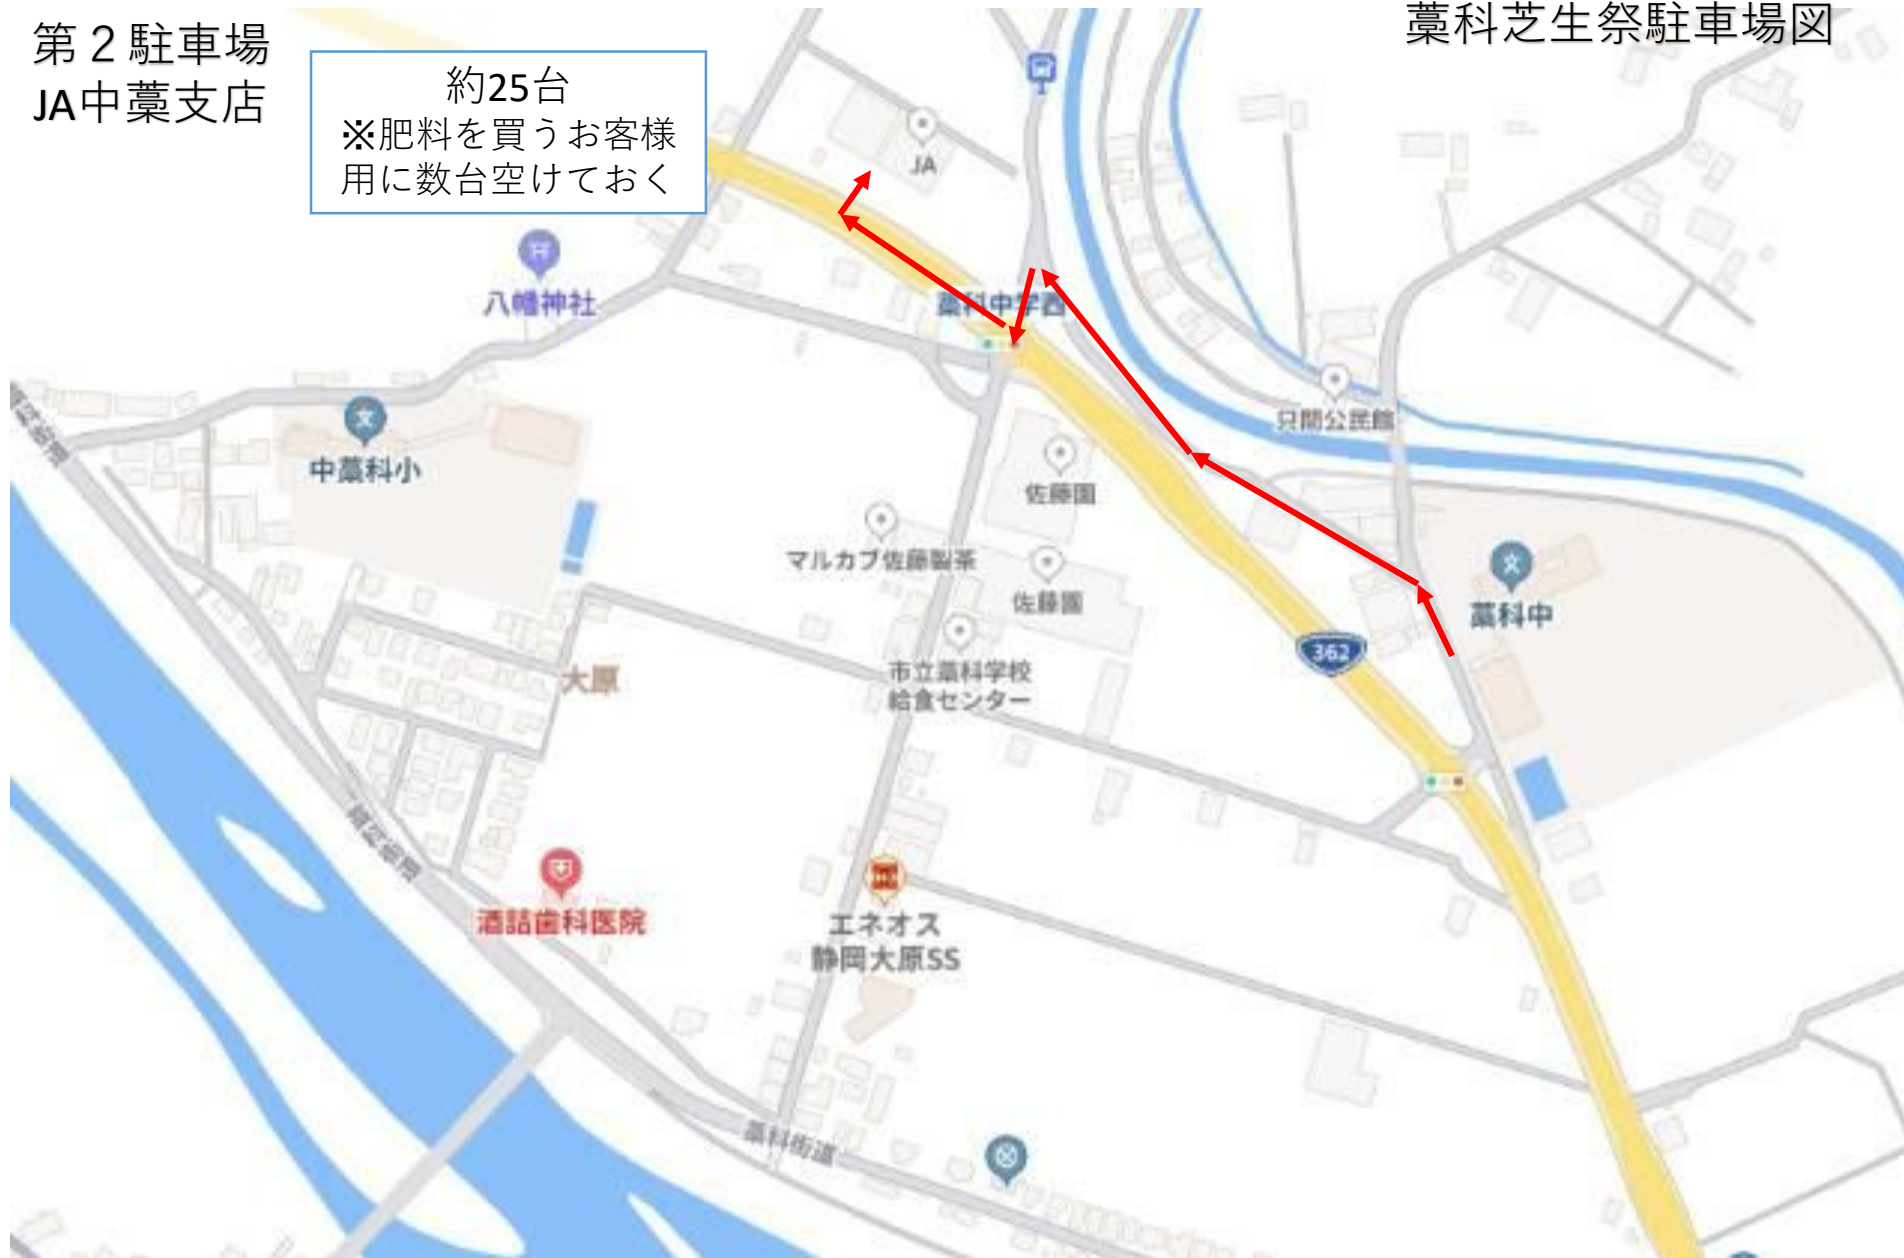 藁科芝生祭駐車場図
第２駐車場
JA中藁支店
約25台
※肥料を買うお客様
用に数台空けておく
JA
八幡神社
藁科中学西
只間公民館
中藁科小
佐藤園
マルカブ佐藤製茶
佐藤園
藁科中
362
市立藁科学校
給食センター
大原
酒詰歯科医院
エネオス
静岡大原SS
藁科街道
藁科街道